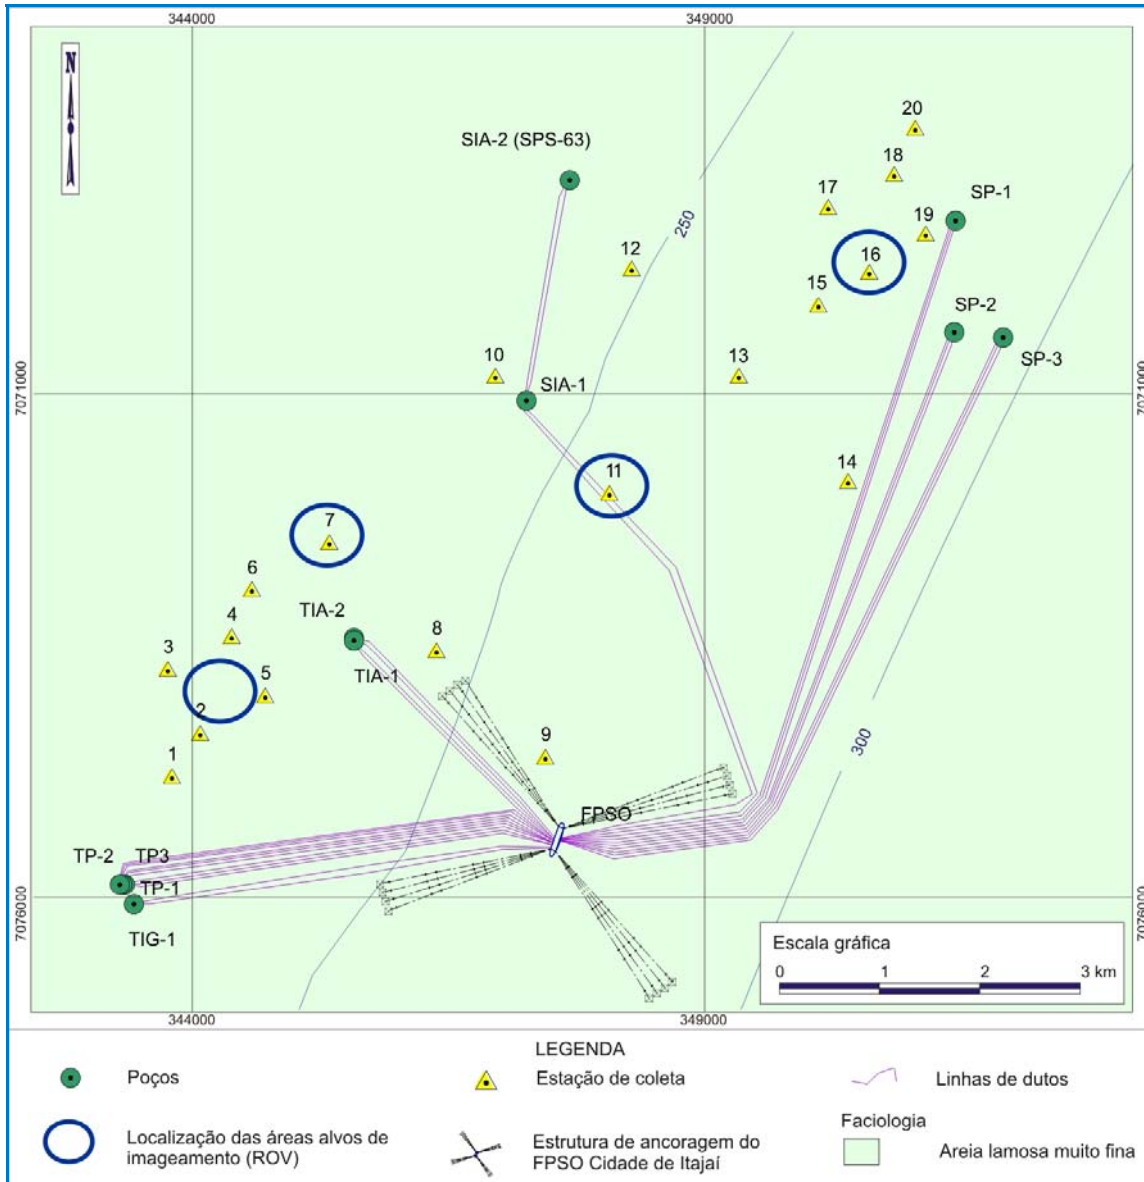 344000
349000
N
20
SIA-2 (SPS-63)
18
17
SP-1
19
250
12
16
15
SP-2
10
13
SP-3
7071000
SIA-1
7071000
11
14
7
6
TIA-2
4
8
3
TIA-1
5
2
300
9
1
FPSO
TP-2
TP3
TP-1
7076000
TIG-1
7076000
Escala gráfica
0
1
2
3 km
344000
349000
LEGENDA
Poços
Estação de coleta
Linhas de dutos
Faciologia
Localização das áreas alvos de
imageamento (ROV)
Estrutura de ancoragem do
FPSO Cidade de Itajaí
Areia lamosa muito fina